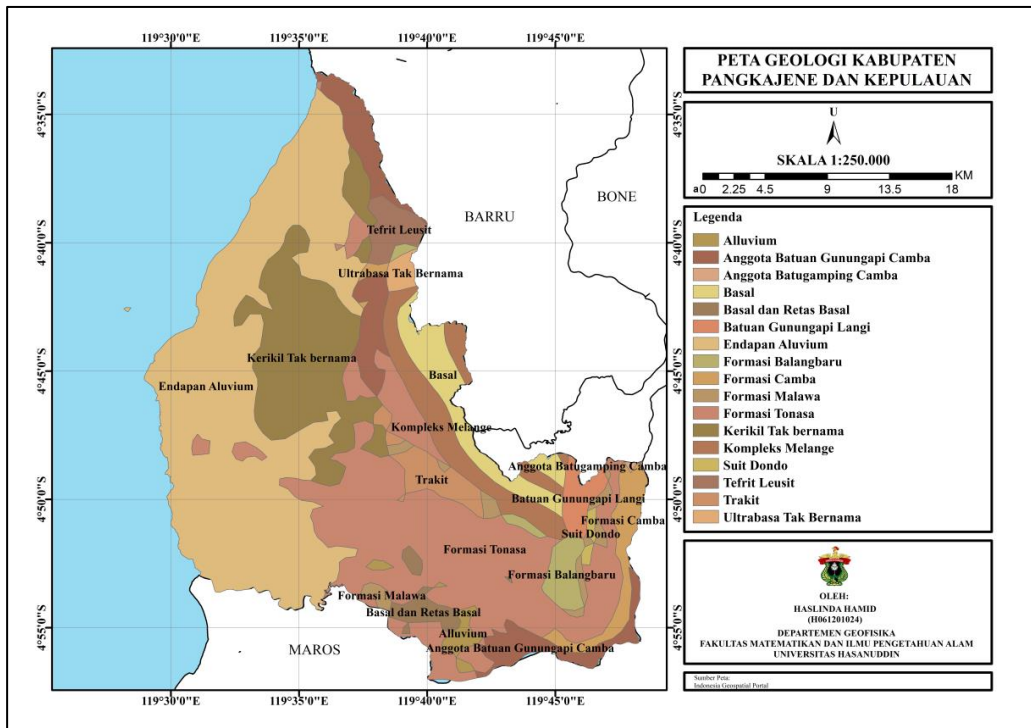 119°30'0"E 119°35'0"E 119°40'0"E 119°45'0"E
4°35'0"S
4°40'0"S
4°45'0"S
4°50'0"S
4°55'0"S
BARRU
BONE
Tefrit Leusit
Ultrabasa Tak Bernama
Kerikil Tak bernama
Endapan Aluvium
Basal
Kompleks Melange
Anggota Batugamping Camba
Trakit
Batuan Gunungapi Langi
Formasi Camba
Suit Dondo
Formasi Tonasa
Formasi Balangbaru
Formasi Malawa
Basal dan Retas Basal
Alluvium
Anggota Batuan Gunungapi Camba
MAROS
4°35'0"S
4°40'0"S
4°45'0"S
4°50'0"S
4°55'0"S
119°30'0"E 119°35'0"E 119°40'0"E 119°45'0"E
PETA GEOLOGI KABUPATEN
PANGKAJENE DAN KEPULAUAN
U
SKALA 1:250.000
KM
a0 2.25 4.5 9 13.5 18
Legenda
Alluvium
Anggota Batuan Gunungapi Camba
Anggota Batugamping Camba
Basal
Basal dan Retas Basal
Batuan Gunungapi Langi
Endapan Aluvium
Formasi Balangbaru
Formasi Camba
Formasi Malawa
Formasi Tonasa
Kerikil Tak bernama
Kompleks Melange
Suit Dondo
Tefrit Leusit
Trakit
Ultrabasa Tak Bernama
OLEH:
HASLINDA HAMID
(H061201024)
DEPARTEMEN GEOFISIKA
FAKULTAS MATEMATIKAN DAN ILMU PENGETAHUAN ALAM
UNIVERSITAS HASANUDDIN
Sumber Peta:
Indonesia Geospatial Portal